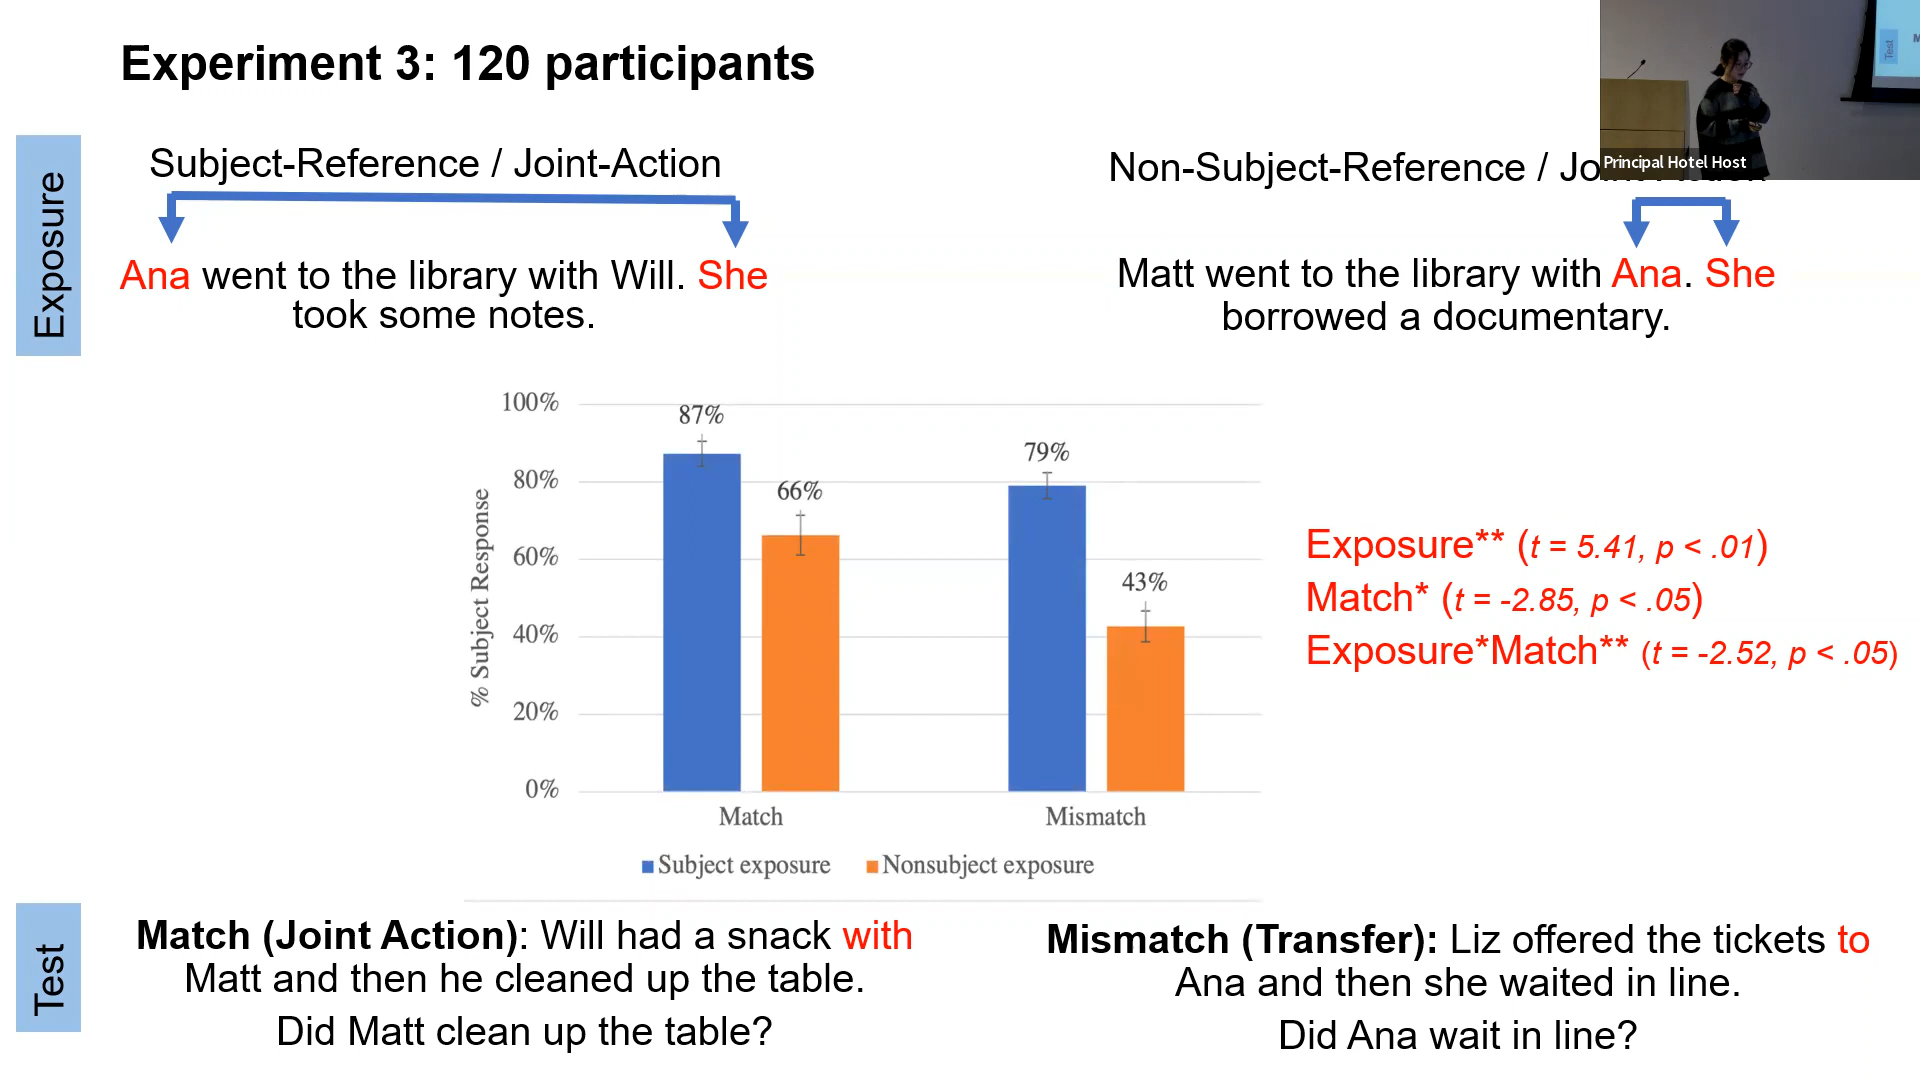 Experiment 3: 120 participants
Principal Hotel Host
Exposure
Subject-Reference / Joint-Action
Ana went to the library with Will. She
took some notes.
Non-Subject-Reference /
Matt went to the library with Ana. She
borrowed a documentary.
% Subject Response
100%
80%
60%
40%
20%
0%
87%
66%
79%
43%
Match
Mismatch
Subject exposure
Nonsubject exposure
Exposure** (t = 5.41, p < .01)
Match* (t = -2.85, p < .05)
Exposure*Match** (t = -2.52, p < .05)
Test
Match (Joint Action): Will had a snack with
Matt and then he cleaned up the table.
Did Matt clean up the table?
Mismatch (Transfer): Liz offered the tickets to
Ana and then she waited in line.
Did Ana wait in line?
Test